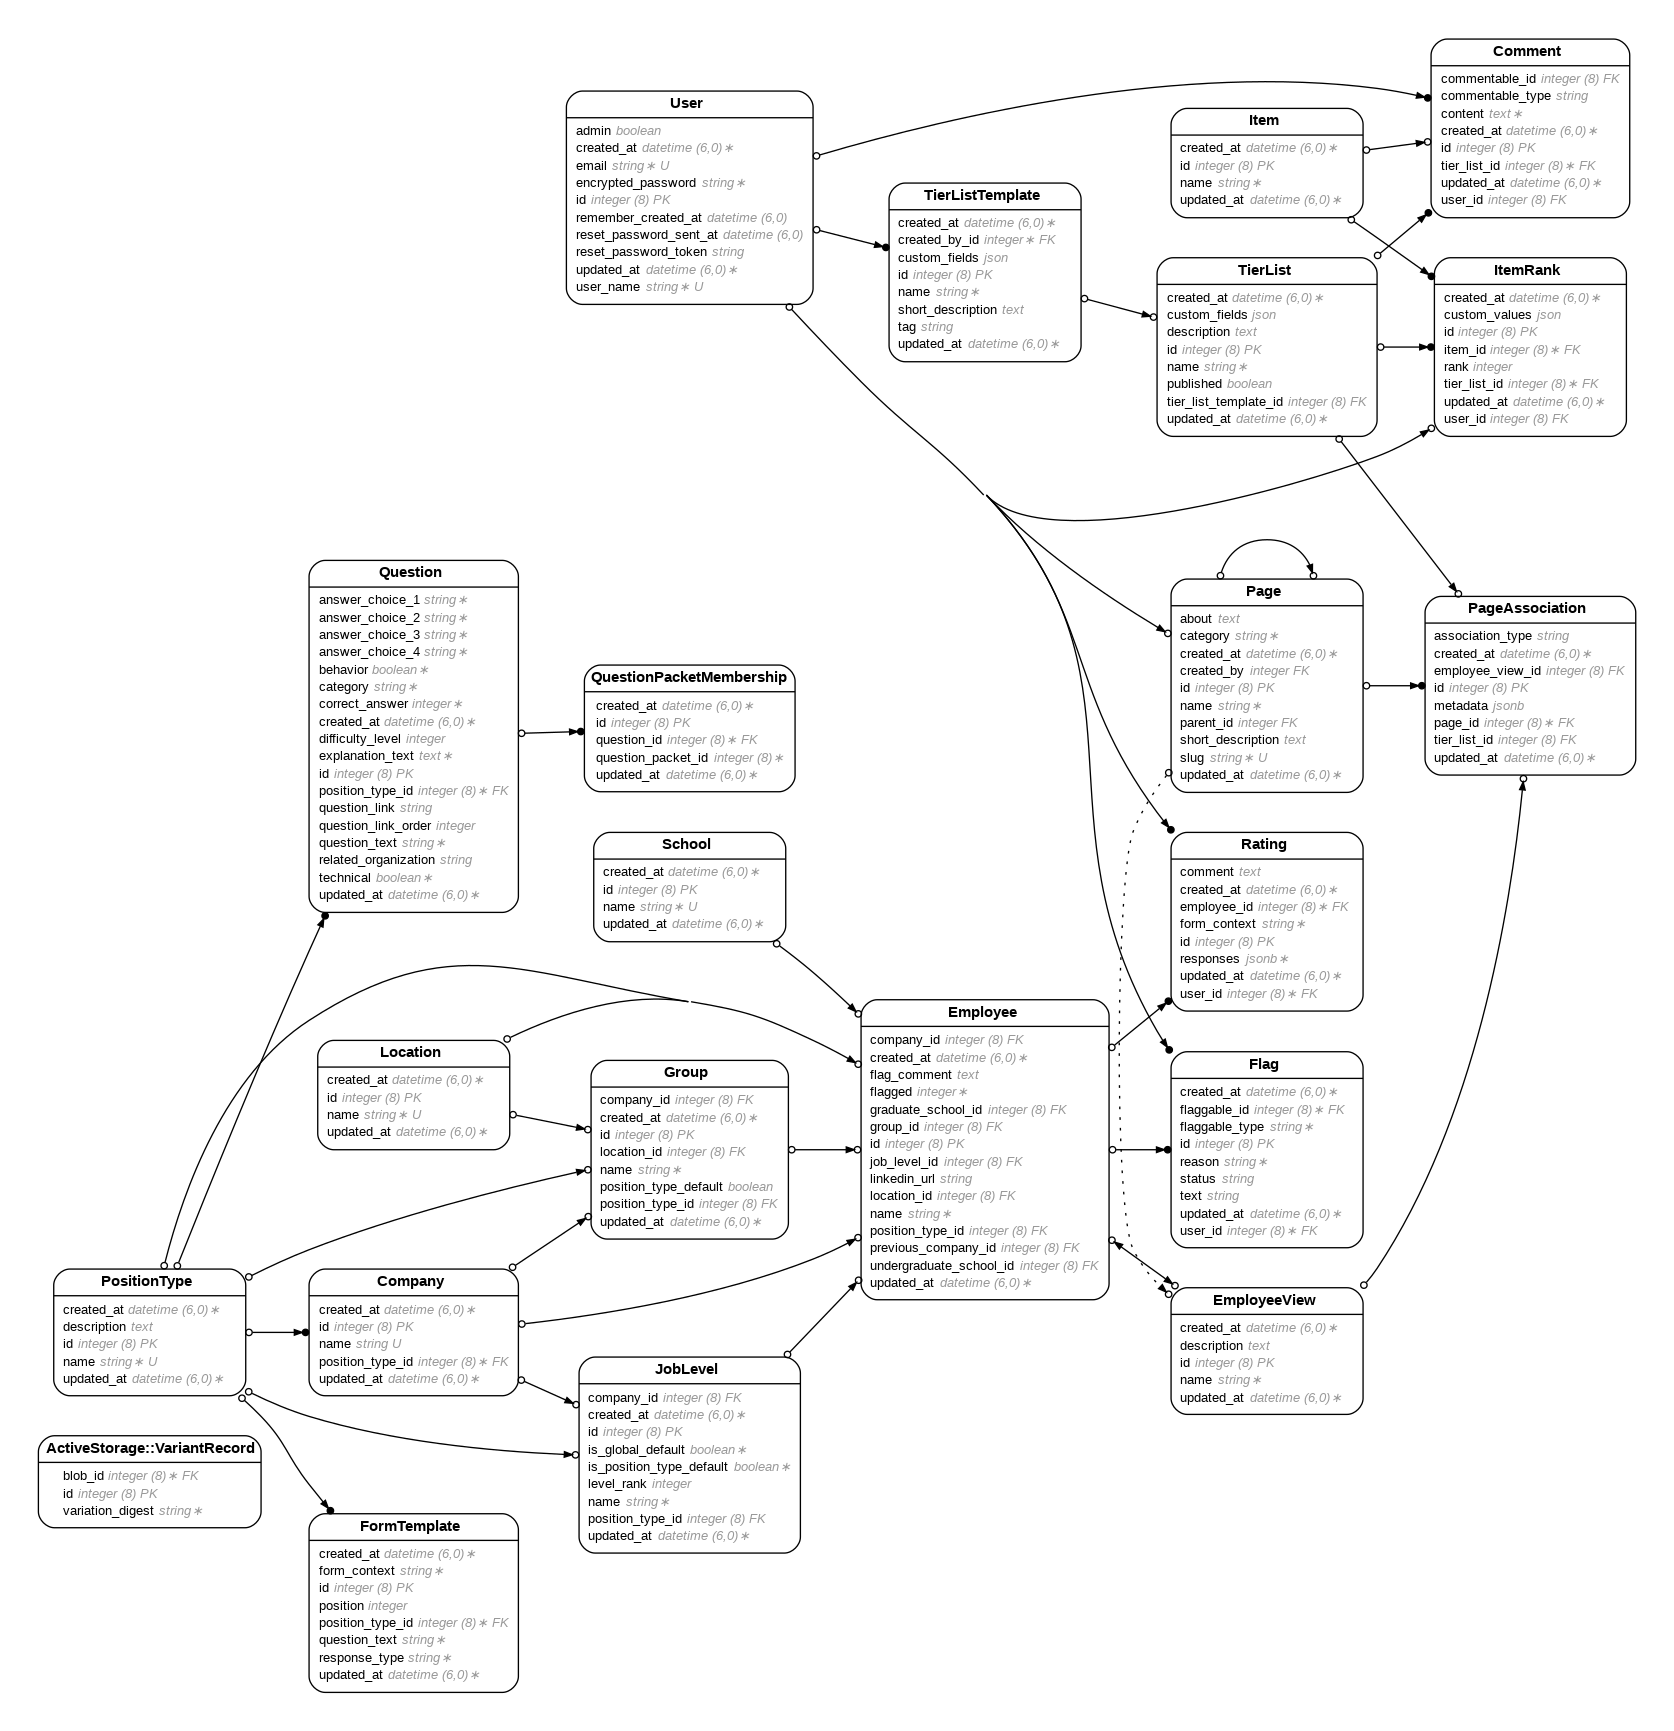 Comment
commentable_id integer (8) FK
commentable_type string
content text ∗
created_at datetime (6,0) ∗
id integer (8) PK
tier_list_id integer (8) ∗ FK
updated_at datetime (6,0) ∗
user_id integer (8) FK
User
admin boolean
created_at datetime (6,0) ∗
email string ∗ U
encrypted_password string ∗
id integer (8) PK
remember_created_at datetime (6,0)
reset_password_sent_at datetime (6,0)
reset_password_token string
updated_at datetime (6,0) ∗
user_name string ∗ U
Item
created_at datetime (6,0) ∗
id integer (8) PK
name string ∗
updated_at datetime (6,0) ∗
TierListTemplate
created_at datetime (6,0) ∗
created_by_id integer ∗ FK
custom_fields json
id integer (8) PK
name string ∗
short_description text
tag string
updated_at datetime (6,0) ∗
TierList
created_at datetime (6,0) ∗
custom_fields json
description text
id integer (8) PK
name string ∗
published boolean
tier_list_template_id integer (8) FK
updated_at datetime (6,0) ∗
ItemRank
created_at datetime (6,0) ∗
custom_values json
id integer (8) PK
item_id integer (8) ∗ FK
rank integer
tier_list_id integer (8) ∗ FK
updated_at datetime (6,0) ∗
user_id integer (8) FK
Question
answer_choice_1 string ∗
answer_choice_2 string ∗
answer_choice_3 string ∗
answer_choice_4 string ∗
behavior boolean ∗
category string ∗
correct_answer integer ∗
created_at datetime (6,0) ∗
difficulty_level integer
explanation_text text ∗
id integer (8) PK
position_type_id integer (8) ∗ FK
question_link string
question_link_order integer
question_text string ∗
related_organization string
technical boolean ∗
updated_at datetime (6,0) ∗
QuestionPacketMembership
created_at datetime (6,0) ∗
id integer (8) PK
question_id integer (8) ∗ FK
question_packet_id integer (8) ∗
updated_at datetime (6,0) ∗
Page
about text
category string ∗
created_at datetime (6,0) ∗
created_by integer FK
id integer (8) PK
name string ∗
parent_id integer FK
short_description text
slug string ∗ U
updated_at datetime (6,0) ∗
PageAssociation
association_type string
created_at datetime (6,0) ∗
employee_view_id integer (8) FK
id integer (8) PK
metadata jsonb
page_id integer (8) ∗ FK
tier_list_id integer (8) FK
updated_at datetime (6,0) ∗
School
created_at datetime (6,0) ∗
id integer (8) PK
name string ∗ U
updated_at datetime (6,0) ∗
Rating
comment text
created_at datetime (6,0) ∗
employee_id integer (8) ∗ FK
form_context string ∗
id integer (8) PK
responses jsonb ∗
updated_at datetime (6,0) ∗
user_id integer (8) ∗ FK
Location
created_at datetime (6,0) ∗
id integer (8) PK
name string ∗ U
updated_at datetime (6,0) ∗
Group
company_id integer (8) FK
created_at datetime (6,0) ∗
id integer (8) PK
location_id integer (8) FK
name string ∗
position_type_default boolean
position_type_id integer (8) FK
updated_at datetime (6,0) ∗
Employee
company_id integer (8) FK
created_at datetime (6,0) ∗
flag_comment text
flagged integer ∗
graduate_school_id integer (8) FK
group_id integer (8) FK
id integer (8) PK
job_level_id integer (8) FK
linkedin_url string
location_id integer (8) FK
name string ∗
position_type_id integer (8) FK
previous_company_id integer (8) FK
undergraduate_school_id integer (8) FK
updated_at datetime (6,0) ∗
Flag
created_at datetime (6,0) ∗
flaggable_id integer (8) ∗ FK
flaggable_type string ∗
id integer (8) PK
reason string ∗
status string
text string
updated_at datetime (6,0) ∗
user_id integer (8) ∗ FK
PositionType
created_at datetime (6,0) ∗
description text
id integer (8) PK
name string ∗ U
updated_at datetime (6,0) ∗
Company
created_at datetime (6,0) ∗
id integer (8) PK
name string U
position_type_id integer (8) ∗ FK
updated_at datetime (6,0) ∗
EmployeeView
created_at datetime (6,0) ∗
description text
id integer (8) PK
name string ∗
updated_at datetime (6,0) ∗
JobLevel
company_id integer (8) FK
created_at datetime (6,0) ∗
id integer (8) PK
is_global_default boolean ∗
is_position_type_default boolean ∗
level_rank integer
name string ∗
position_type_id integer (8) FK
updated_at datetime (6,0) ∗
ActiveStorage::VariantRecord
blob_id integer (8) ∗ FK
id integer (8) PK
variation_digest string ∗
FormTemplate
created_at datetime (6,0) ∗
form_context string ∗
id integer (8) PK
position integer
position_type_id integer (8) ∗ FK
question_text string ∗
response_type string ∗
updated_at datetime (6,0) ∗